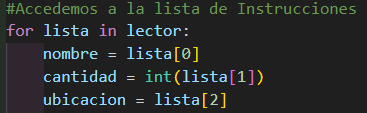 #Accedemos a la lista de Instrucciones
for lista in lector:
    nombre = lista[0]
    cantidad = int(lista[1])
    ubicacion = lista[2]